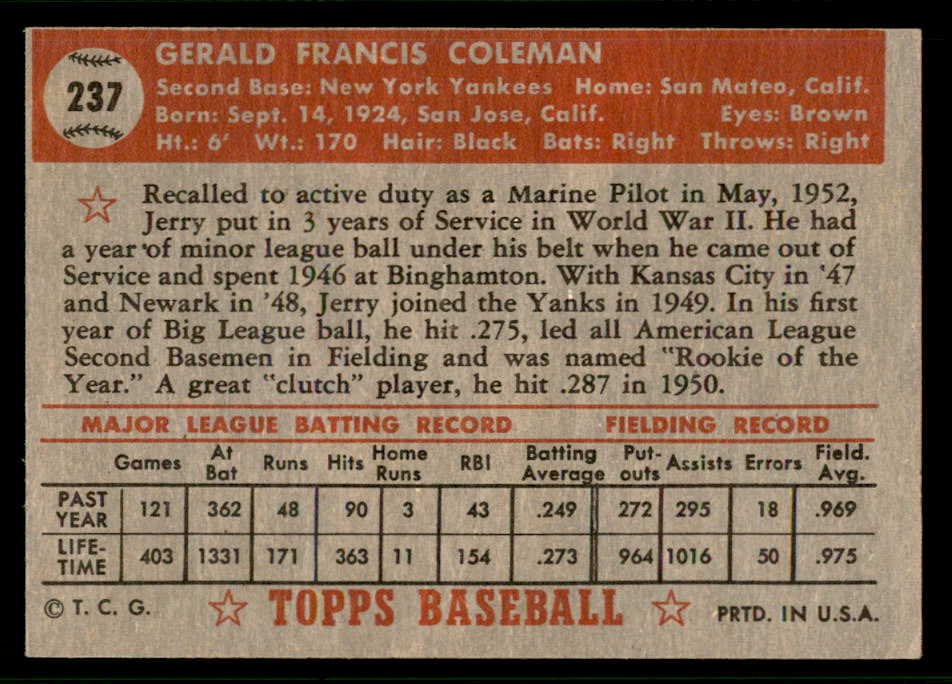 237
GERALD FRANCIS COLEMAN
Second Base: New York Yankees Home: San Mateo, Calif.
Born: Sept. 14, 1924, San Jose, Calif. Eyes: Brown
Ht.: 6' Wt.: 170 Hair: Black Bats: Right Throws: Right
Recalled to active duty as a Marine Pilot in May, 1952,
Jerry put in 3 years of Service in World War II. He had
a year of minor league ball under his belt when he came out of
Service and spent 1946 at Binghamton. With Kansas City in '47
and Newark in '48, Jerry joined the Yanks in 1949. In his first
year of Big League ball, he hit .275, led all American League
Second Basemen in Fielding and was named "Rookie of the
Year." A great "clutch" player, he hit .287 in 1950.
MAJOR LEAGUE BATTING RECORD FIELDING RECORD
Games At Bat Runs Hits Home Runs RBI Batting Average Put-outs Assists Errors Field. Avg.
PAST YEAR 121 362 48 90 3 43 .249 272 295 18 .969
LIFE-TIME 403 1331 171 363 11 154 .273 964 1016 50 .975
© T. C. G. TOPPS BASEBALL PRTD. IN U.S.A.